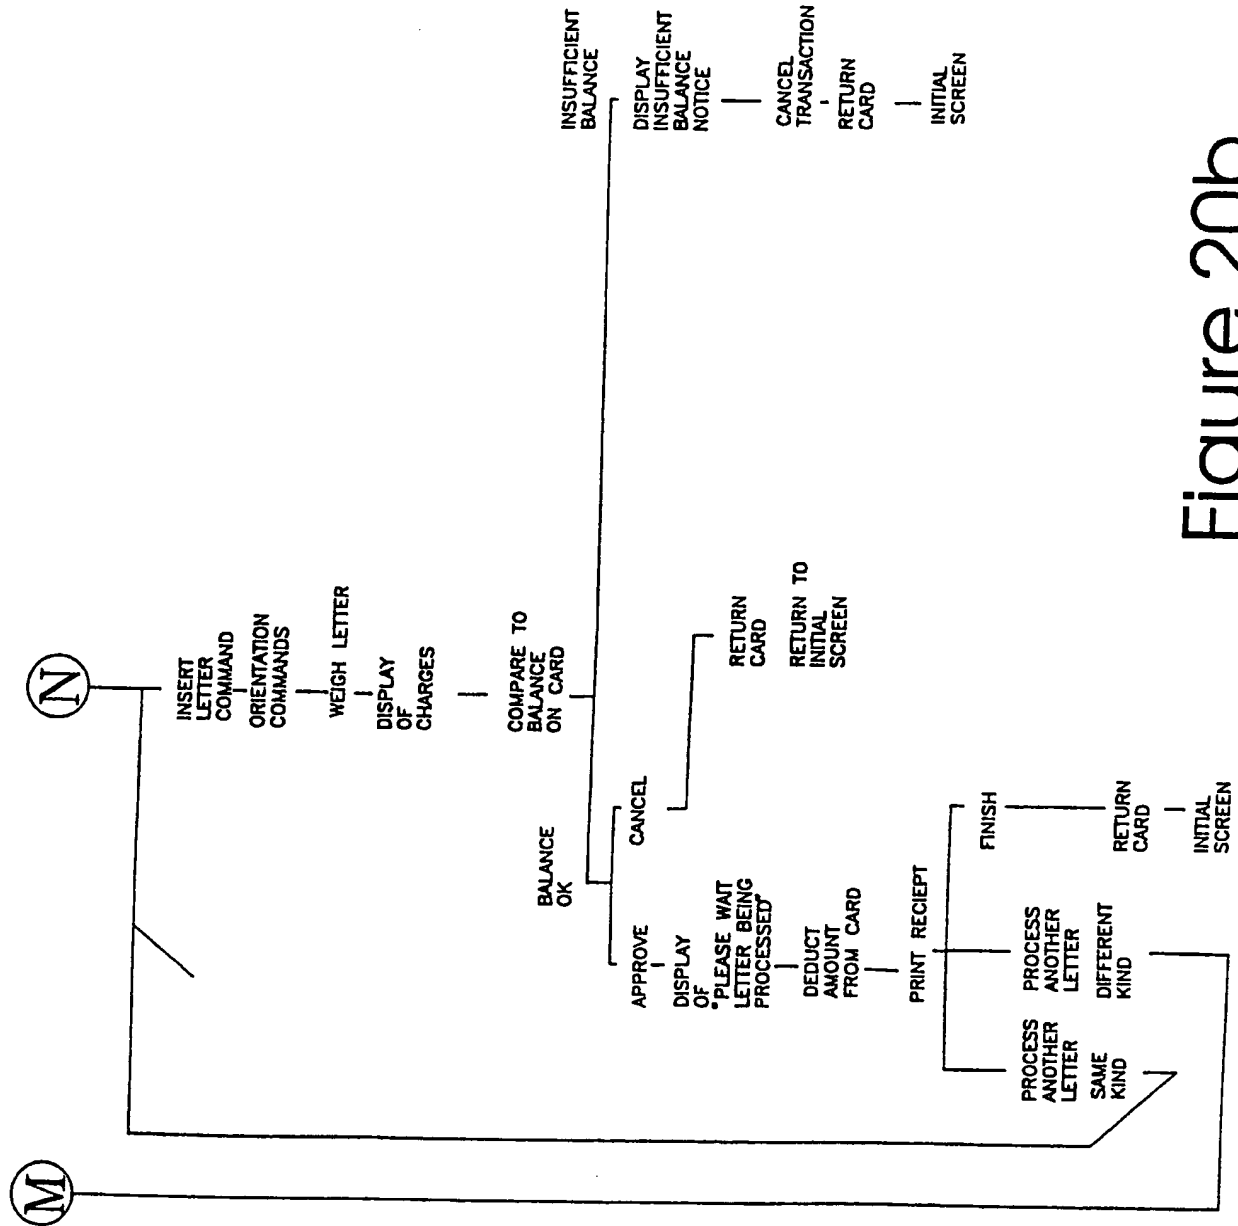 M
N
INSERT
LETTER
COMMAND
ORIENTATION
COMMANDS
WEIGH LETTER
DISPLAY
OF
CHARGES
COMPARE TO
BALANCE
ON CARD
BALANCE
OK
INSUFFICIENT
BALANCE
APPROVE
DISPLAY
OF
"PLEASE WAIT
LETTER BEING
PROCESSED"
DEDUCT
AMOUNT
FROM CARD
PRINT RECIEPT
PROCESS
ANOTHER
LETTER
SAME
KIND
PROCESS
ANOTHER
LETTER
DIFFERENT
KIND
FINISH
RETURN
CARD
INITIAL
SCREEN
CANCEL
RETURN
CARD
RETURN TO
INITIAL
SCREEN
DISPLAY
INSUFFICIENT
BALANCE
NOTICE
CANCEL
TRANSACTION
RETURN
CARD
INITIAL
SCREEN
Figure 20b